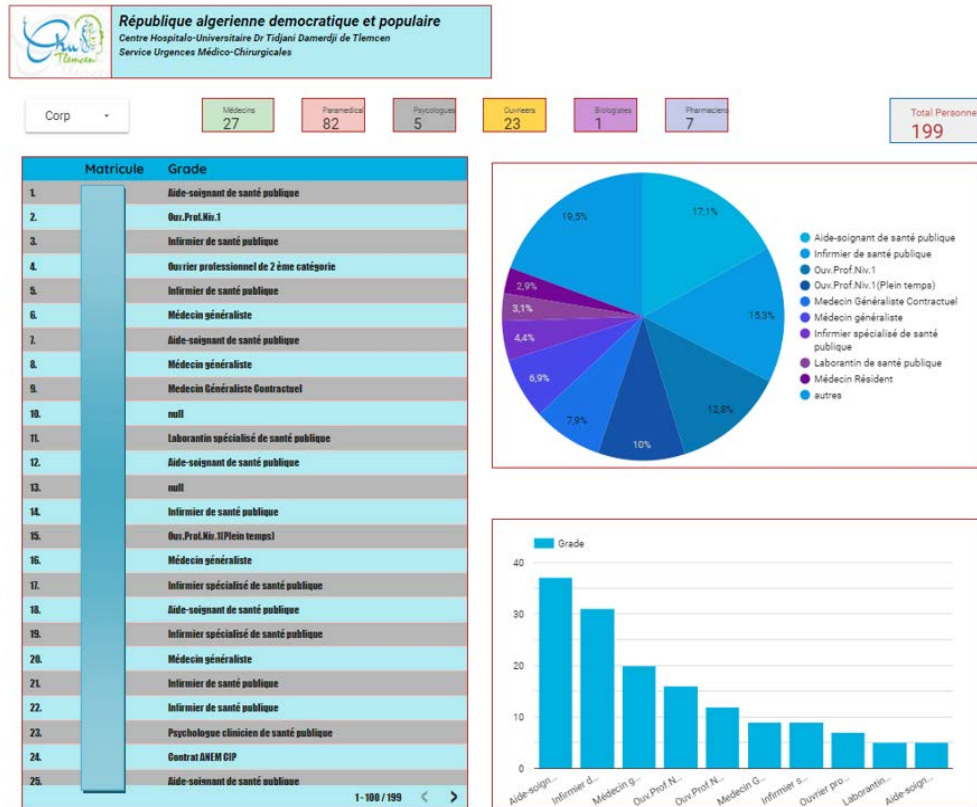 Chu
Tlemcen
République algerienne democratique et populaire
Centre Hospitalo-Universitaire Dr Tidjani Damerdji de Tlemcen
Service Urgences Médico-Chirurgicales
Corp
Médecins
27
Paramedical
82
Psycologues
5
Ouvrieers
23
Biologistes
1
Pharmaciens
7
Total Personne
199
Matricule Grade
1. Aide-soignant de santé publique
2. Ouv.Prof.Niv.1
3. Infirmier de santé publique
4. Ouvrier professionnel de 2 ème catégorie
5. Infirmier de santé publique
6. Médecin généraliste
7. Aide-soignant de santé publique
8. Médecin généraliste
9. Medecin Généraliste Contractuel
10. null
11. Laborantin spécialisé de santé publique
12. Aide-soignant de santé publique
13. null
14. Infirmier de santé publique
15. Ouv.Prof.Niv.1(Plein temps)
16. Médecin généraliste
17. Infirmier spécialisé de santé publique
18. Aide-soignant de santé publique
19. Infirmier spécialisé de santé publique
20. Médecin généraliste
21. Infirmier de santé publique
22. Infirmier de santé publique
23. Psychologue clinicien de santé publique
24. Contrat ANEM CIP
25. Aide-soignant de santé publique
1 - 100 / 199
19,5%
17,1%
2,9%
3,1%
15,3%
4,4%
6,9%
12,8%
7,9%
10%
Aide-soignant de santé publique
Infirmier de santé publique
Ouv.Prof.Niv.1
Ouv.Prof.Niv.1(Plein temps)
Medecin Généraliste Contractuel
Médecin généraliste
Infirmier spécialisé de santé
publique
Laborantin de santé publique
Médecin Résident
autres
Grade
40
30
20
10
0
Aide-soign...
Infirmier d...
Médecin g...
Ouv.Prof.N...
Ouv.Prof.N...
Medecin G...
Infirmier s...
Ouvrier pro...
Laborantin...
Aide-soign...